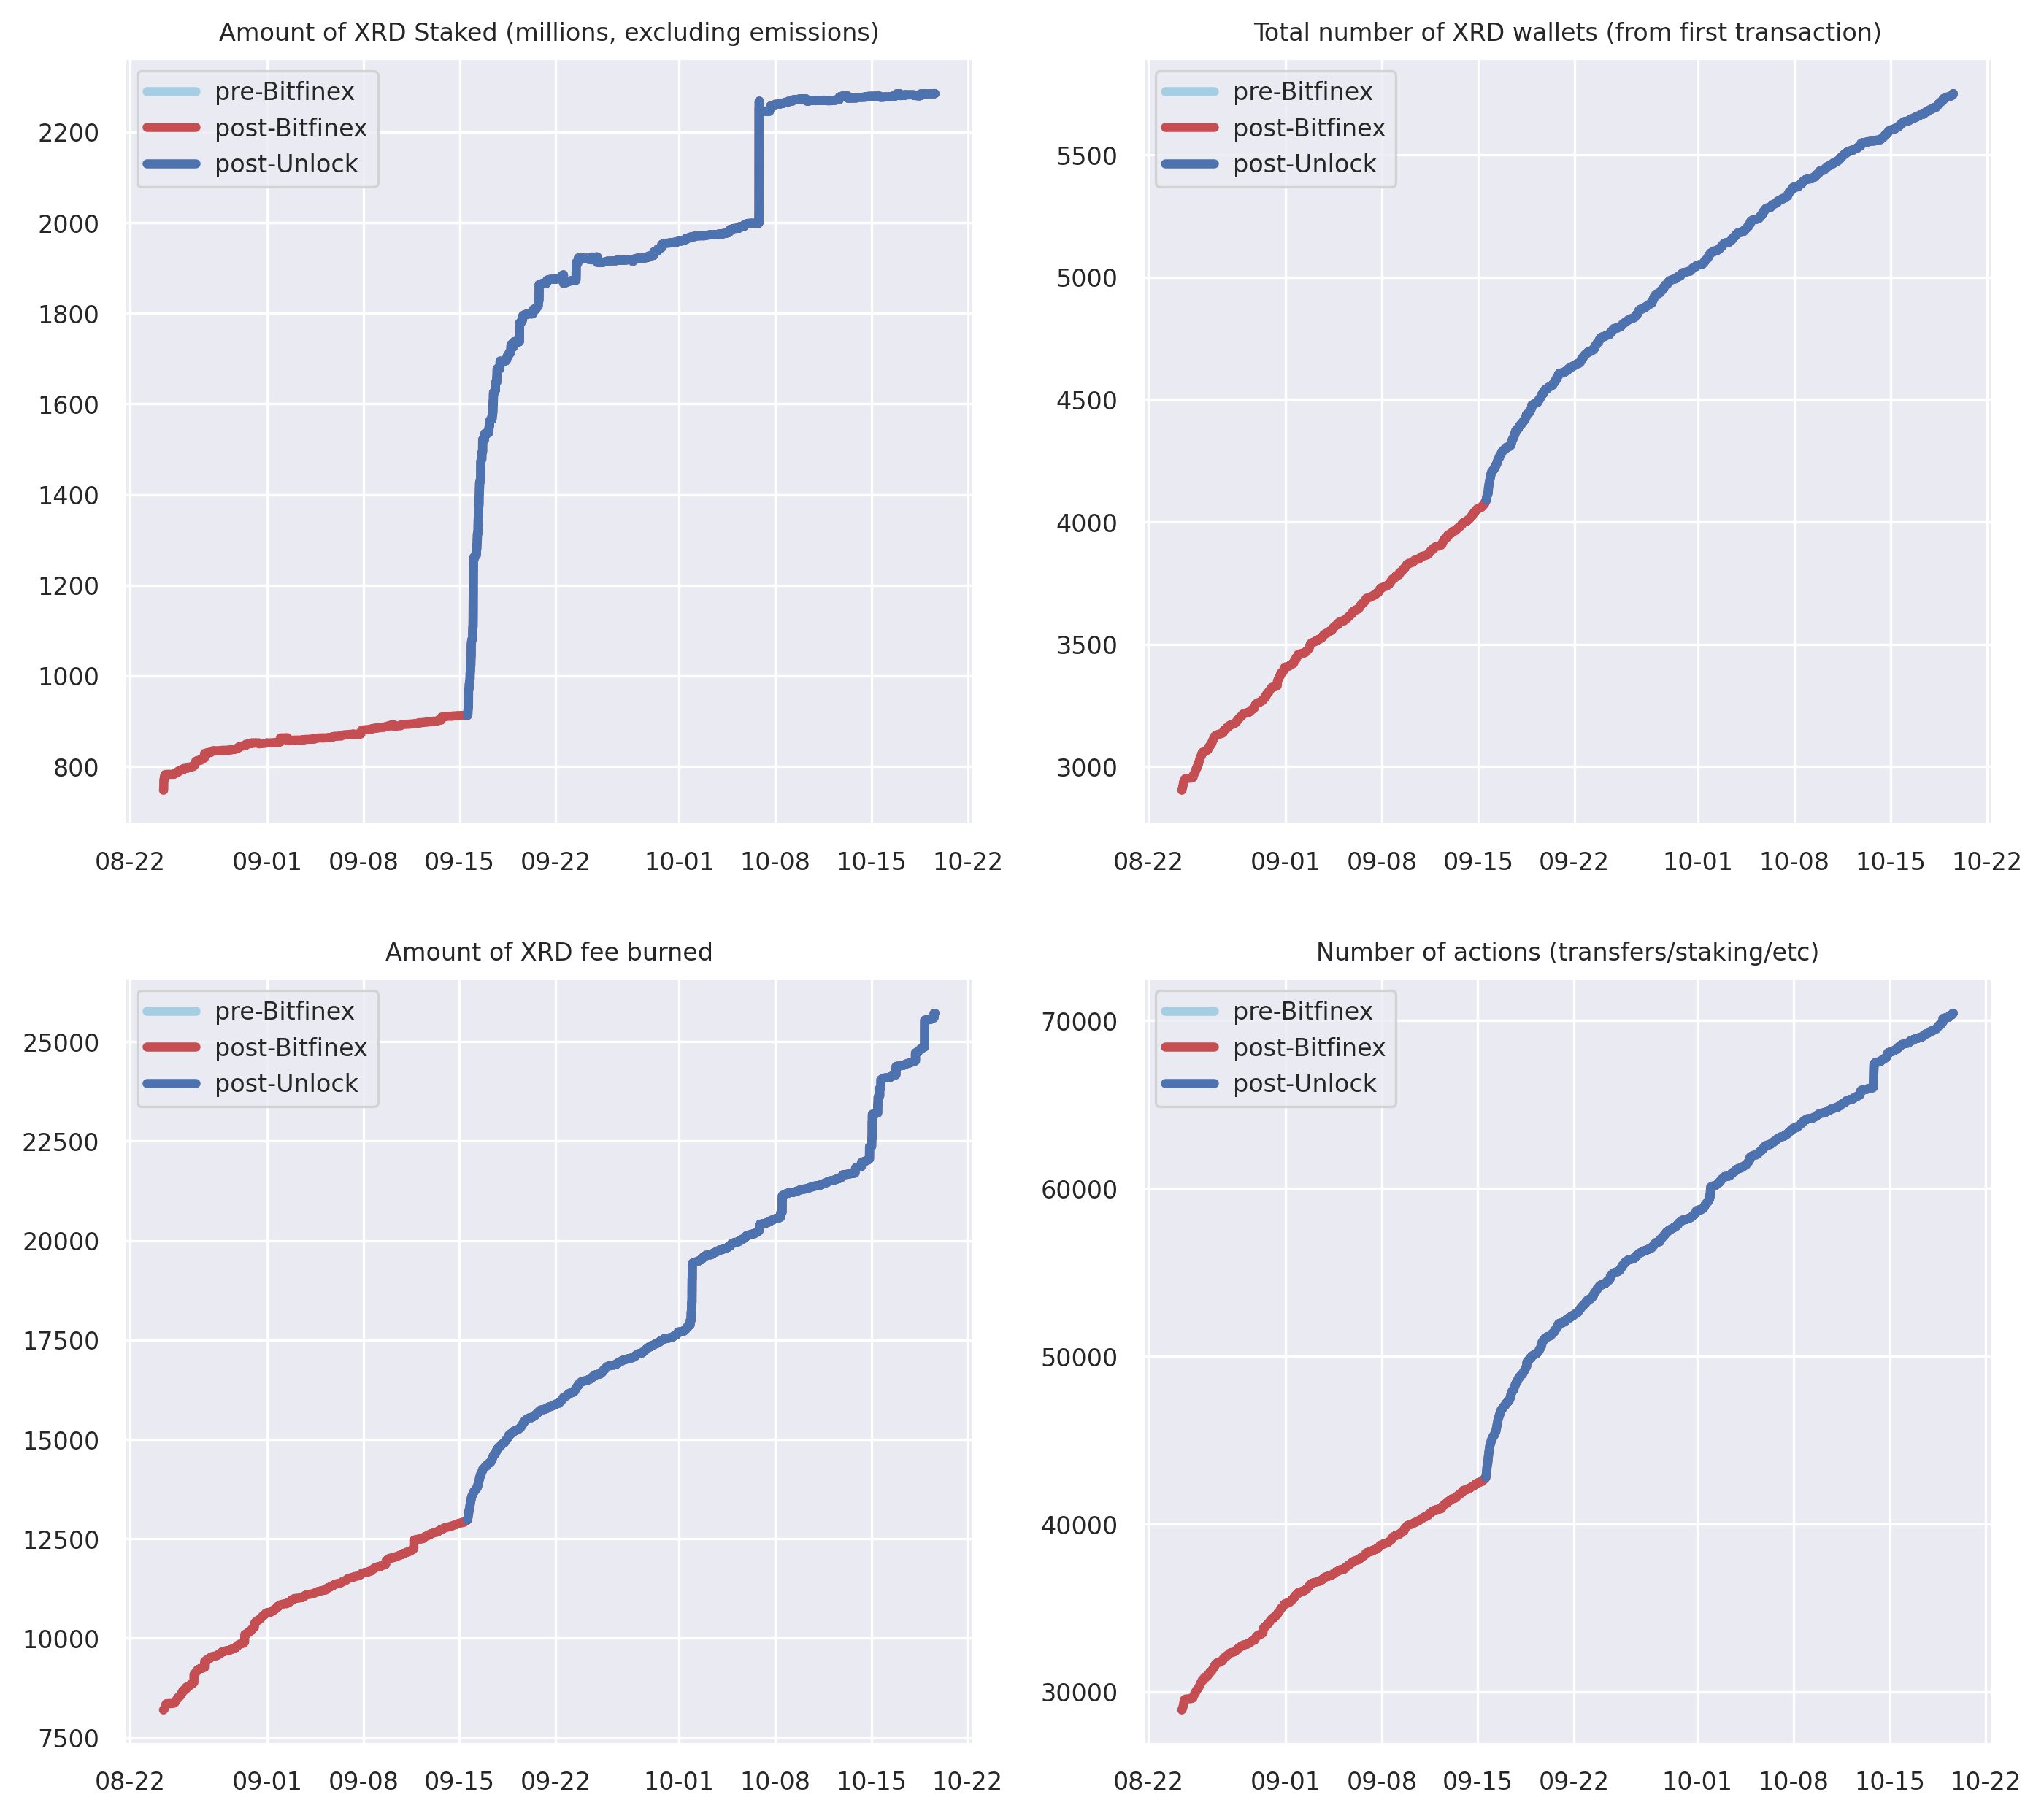 Amount of XRD Staked (millions, excluding emissions)
pre-Bitfinex
post-Bitfinex
post-Unlock
2200
2000
1800
1600
1400
1200
1000
800
08-22 09-01 09-08 09-15 09-22 10-01 10-08 10-15 10-22
Total number of XRD wallets (from first transaction)
pre-Bitfinex
post-Bitfinex
post-Unlock
5500
5000
4500
4000
3500
3000
08-22 09-01 09-08 09-15 09-22 10-01 10-08 10-15 10-22
Amount of XRD fee burned
pre-Bitfinex
post-Bitfinex
post-Unlock
25000
22500
20000
17500
15000
12500
10000
7500
08-22 09-01 09-08 09-15 09-22 10-01 10-08 10-15 10-22
Number of actions (transfers/staking/etc)
pre-Bitfinex
post-Bitfinex
post-Unlock
70000
60000
50000
40000
30000
08-22 09-01 09-08 09-15 09-22 10-01 10-08 10-15 10-22